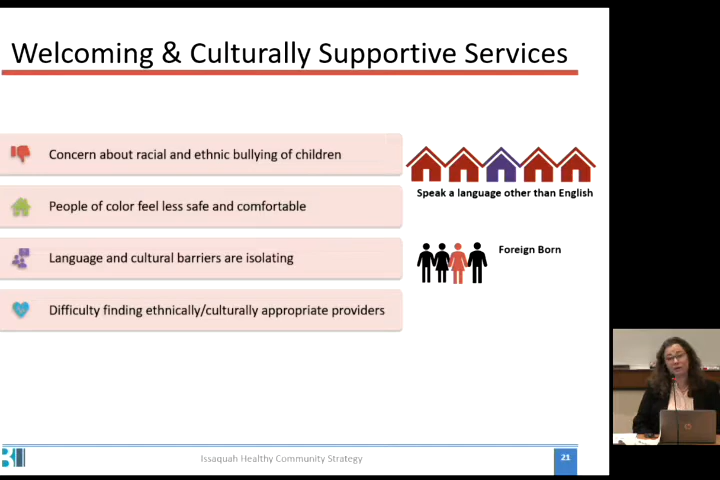 Welcoming & Culturally Supportive Services
Concern about racial and ethnic bullying of children
People of color feel less safe and comfortable
Language and cultural barriers are isolating
Difficulty finding ethnically/culturally appropriate providers
Speak a language other than English
Foreign Born
Issaquah Healthy Community Strategy
21